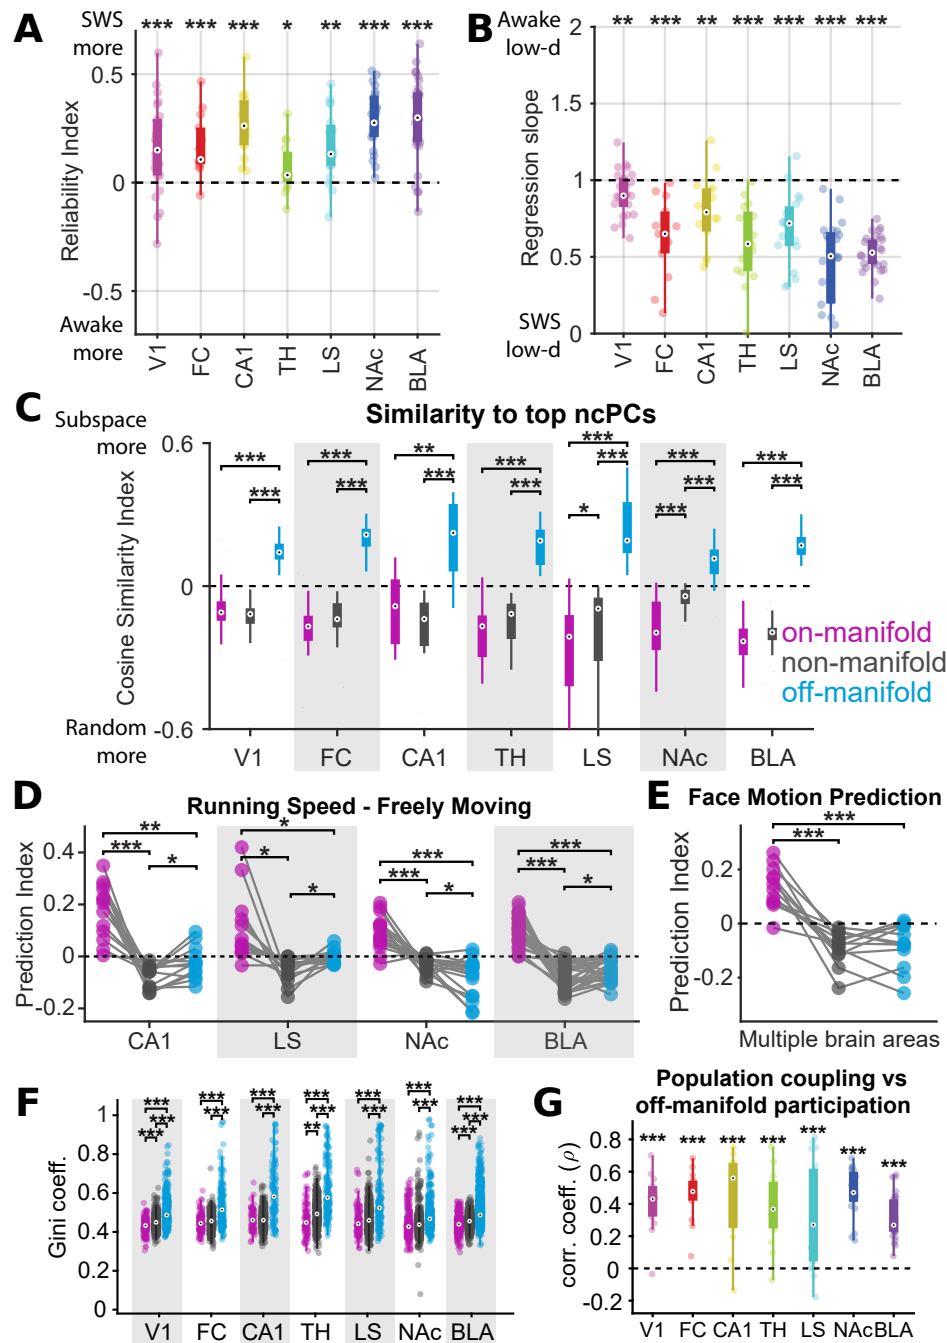 A
SWS more
*** *** *** * ** *** ***
0.5
0
-0.5
Reliability Index
Awake more
V1 FC CA1 TH LS NAc BLA
B
Awake low-d
** *** ** *** *** *** ***
2
1.5
1
0.5
0
Regression slope
SWS low-d
V1 FC CA1 TH LS NAc BLA
C
Similarity to top ncPCs
Subspace more
0.6
0
-0.6
Cosine Similarity Index
Random more
*** *** ** *** *** *** ***
*** *** *** *** *** *** ***
* ***
on-manifold
non-manifold
off-manifold
V1 FC CA1 TH LS NAc BLA
D
Running Speed - Freely Moving
Prediction Index
0.4
0.2
0
-0.2
** *** *
* * *
*** *** *
*** *** *
CA1 LS NAc BLA
E
Face Motion Prediction
Prediction Index
*** ***
0.2
0
-0.2
Multiple brain areas
F
Gini coeff.
1
0.8
0.6
0.4
0.2
0
*** *** *** *** *** *** ***
*** *** *** *** *** *** ***
*** ** ***
V1 FC CA1 TH LS NAc BLA
G
Population coupling vs
off-manifold participation
corr. coeff. (ρ)
0.8
0.6
0.4
0.2
0
-0.2
*** *** *** *** *** *** ***
V1 FC CA1 TH LS NAc BLA